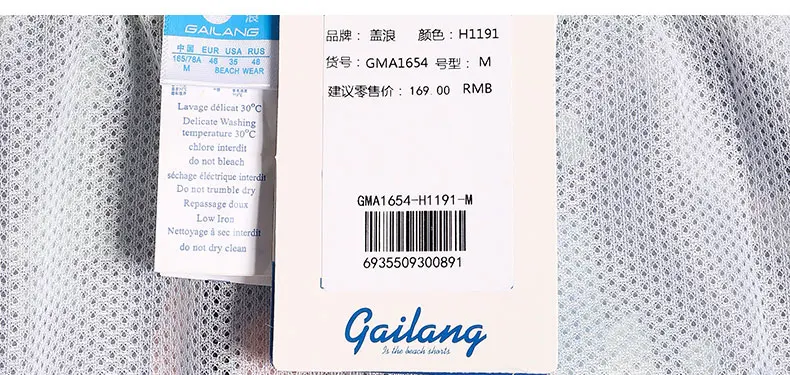 浪
GAILANG
中国 EUR USA RUS
165/78A 46 35 48
M BEACH WEAR
Lavage délicat 30°C
Delicate Washing
temperature 30°C
chlore interdit
do not bleach
séchage électrique interdit
Do not trumble dry
Repassage doux
Low Iron
Nettoyage à sec interdit
do not dry clean
品牌: 盖浪 颜色: H1191
货号: GMA1654 号型: M
建议零售价: 169.00 RMB
GMA1654-H1191-M
6935509300891
Gailang
Is the beach shorts